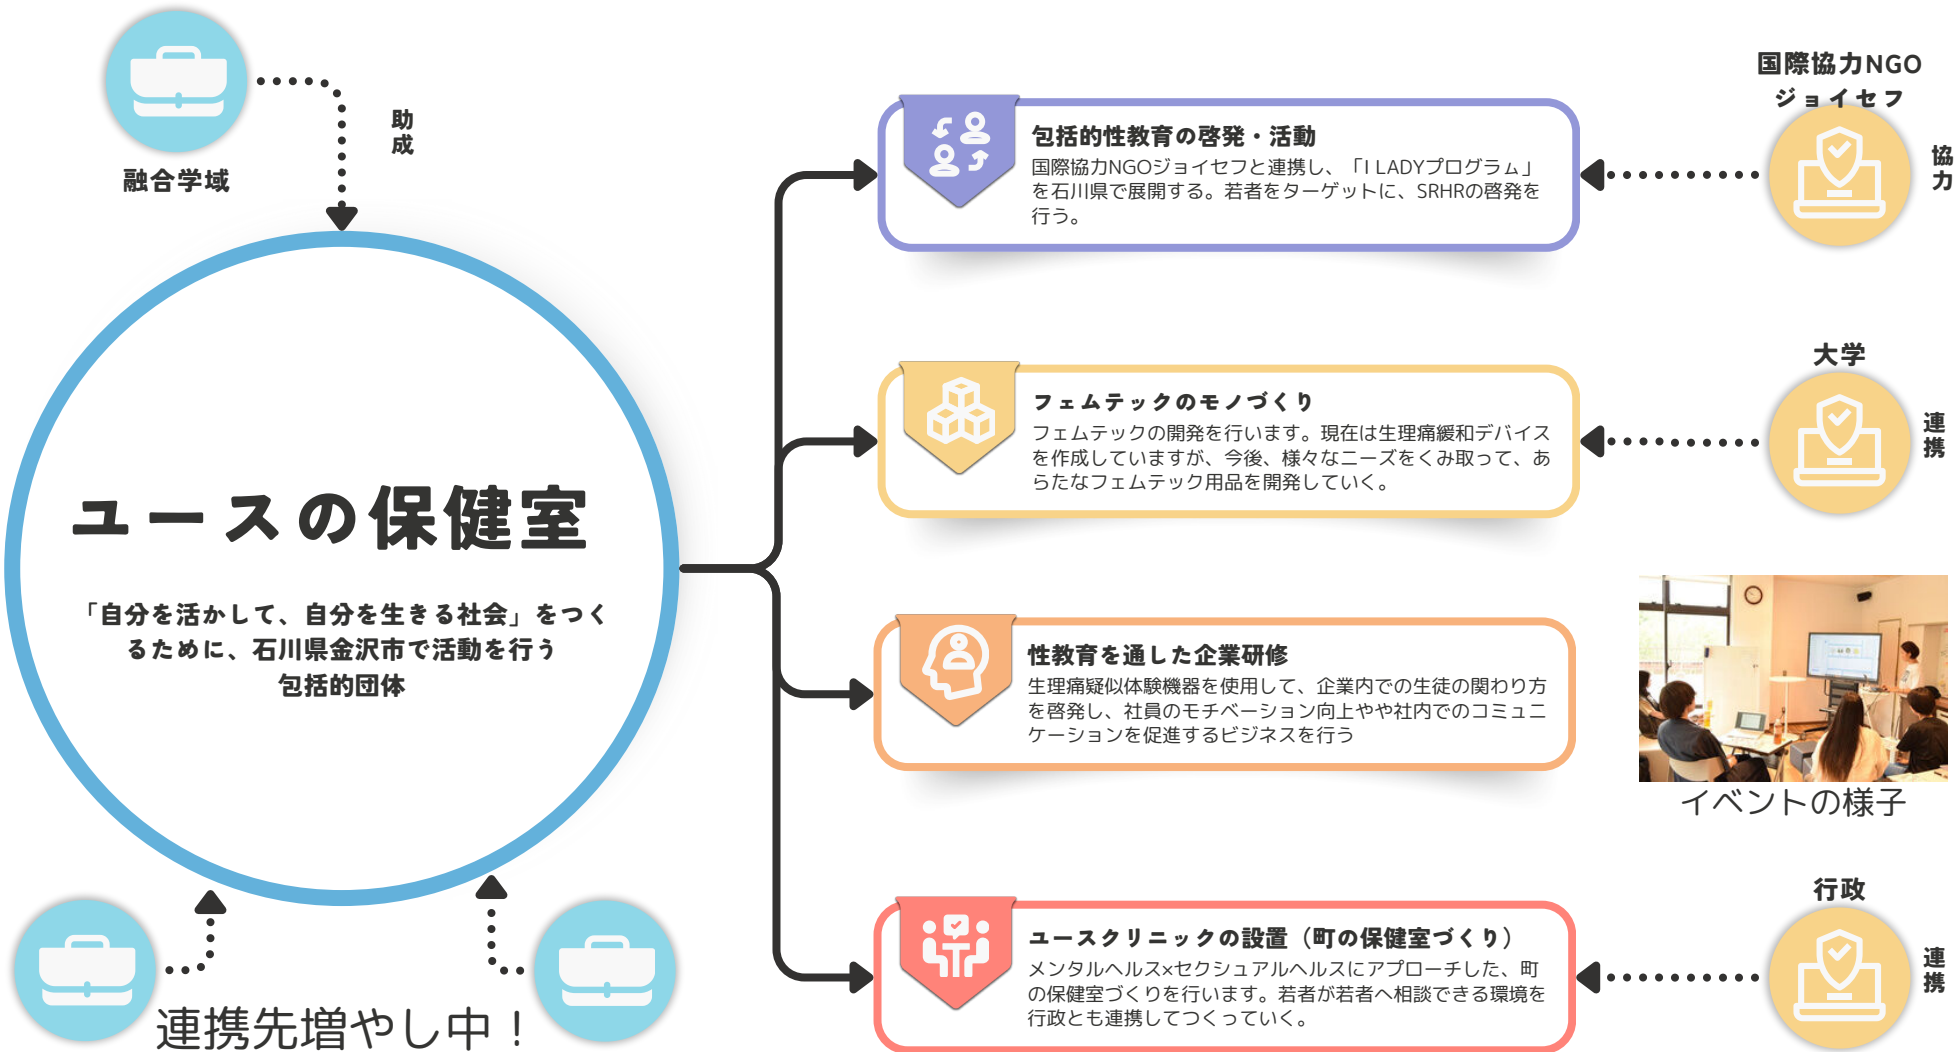 融合学域
助成
ユースの保健室
「自分を活かして、自分を生きる社会」をつく
るために、石川県金沢市で活動を行う
包括的団体
連携先増やし中！
包括的性教育の啓発・活動
国際協力NGOジョイセフと連携し、「I LADYプログラム」
を石川県で展開する。若者をターゲットに、SRHRの啓発を
行う。
国際協力NGO
ジョイセフ
協力
フェムテックのモノづくり
フェムテックの開発を行います。現在は生理痛緩和デバイス
を作成していますが、今後、様々なニーズをくみ取って、あ
らたなフェムテック用品を開発していく。
大学
連携
性教育を通した企業研修
生理痛疑似体験機器を使用して、企業内での生徒の関わり方
を啓発し、社員のモチベーション向上やや社内でのコミュニ
ケーションを促進するビジネスを行う
イベントの様子
ユースクリニックの設置（町の保健室づくり）
メンタルヘルス×セクシュアルヘルスにアプローチした、町
の保健室づくりを行います。若者が若者へ相談できる環境を
行政とも連携してつくっていく。
行政
連携